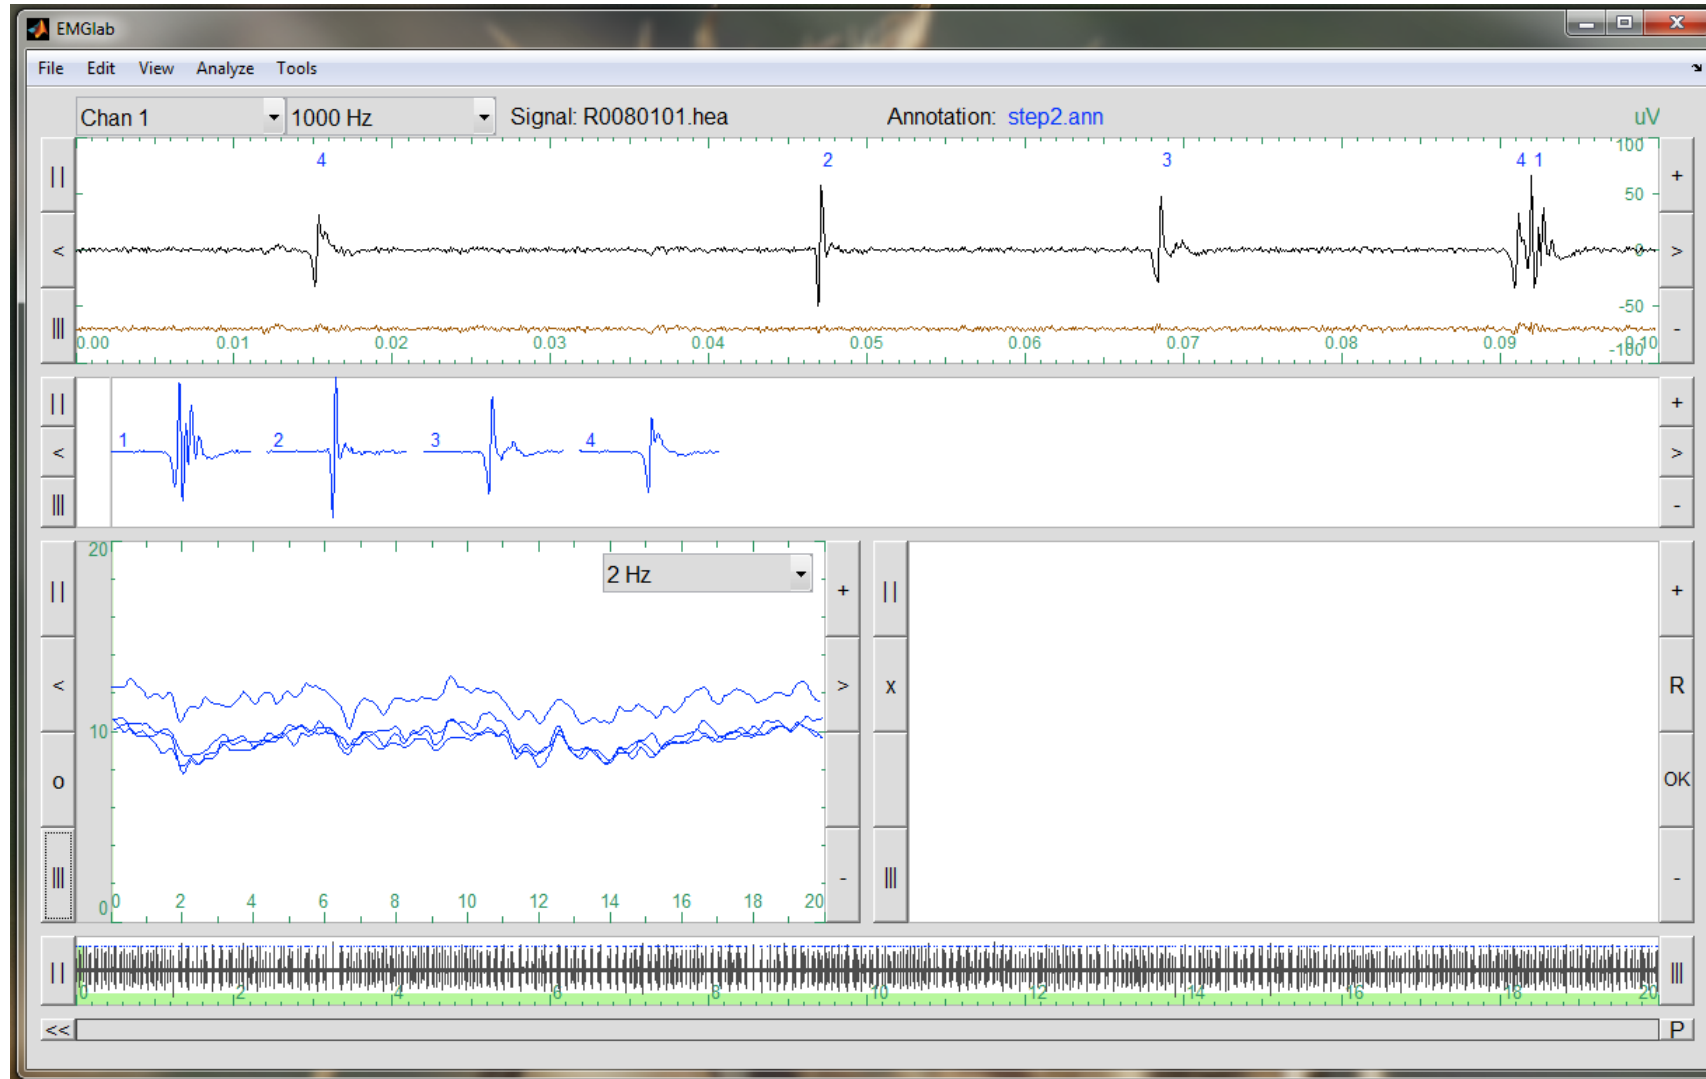 EMGlab
File Edit View Analyze Tools
Chan 1 1000 Hz Signal: R0080101.hea Annotation: step2.ann uV
4 2 3 4 1 100
| | +
50
< 0 >
-50
||| -
0.00 0.01 0.02 0.03 0.04 0.05 0.06 0.07 0.08 0.09 0.10
-100
| | +
1 2 3 4
< >
||| -
20
2 Hz
| | + | | +
< > x R
10
o OK
||| - ||| -
0 0 2 4 6 8 10 12 14 16 18 20
| | |||
0 2 4 6 8 10 12 14 16 18 20
<< P